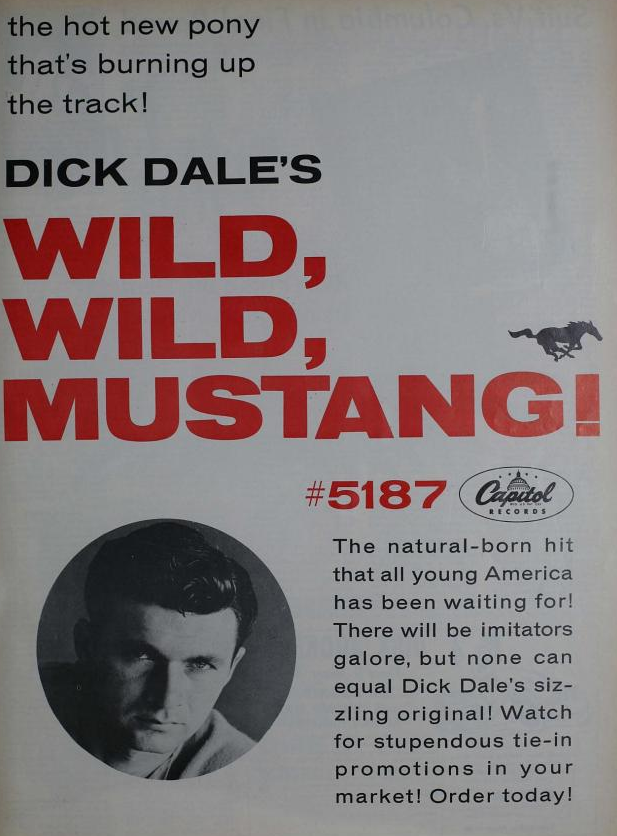 the hot new pony
that's burning up
the track!
DICK DALE'S
WILD,
WILD,
MUSTANG!
#5187
Capitol
RECORDS
The natural-born hit
that all young America
has been waiting for!
There will be imitators
galore, but none can
equal Dick Dale's siz-
zling original! Watch
for stupendous tie-in
promotions in your
market! Order today!